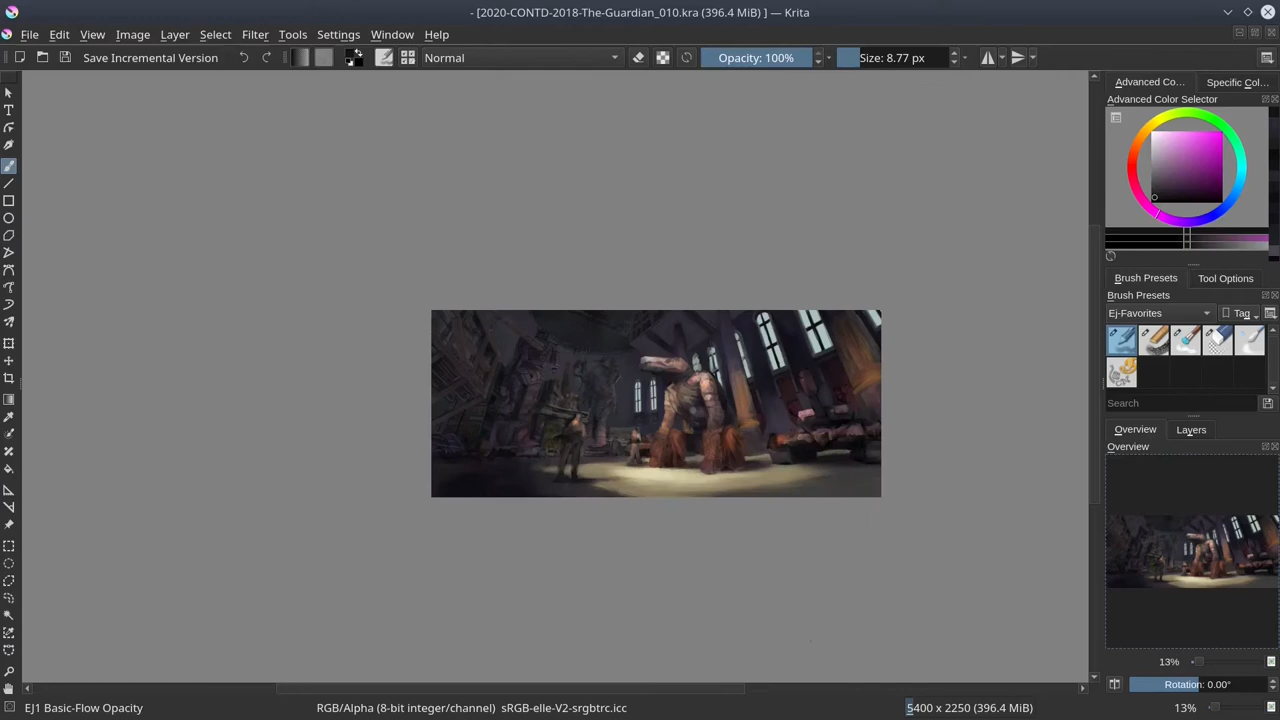 - [2020-CONTD-2018-The-Guardian_010.kra (396.4 MiB) ] — Krita
File Edit View Image Layer Select Filter Tools Settings Window Help
Save Incremental Version Normal Opacity: 100% Size: 8.77 px
Advanced Co... Specific Col...
Advanced Color Selector
Brush Presets Tool Options
Brush Presets
Ej-Favorites Tag
Search
Overview Layers
Overview
13%
Rotation: 0.00°
EJ1 Basic-Flow Opacity RGB/Alpha (8-bit integer/channel) sRGB-elle-V2-srgbtrc.icc 5400 x 2250 (396.4 MiB) 13%